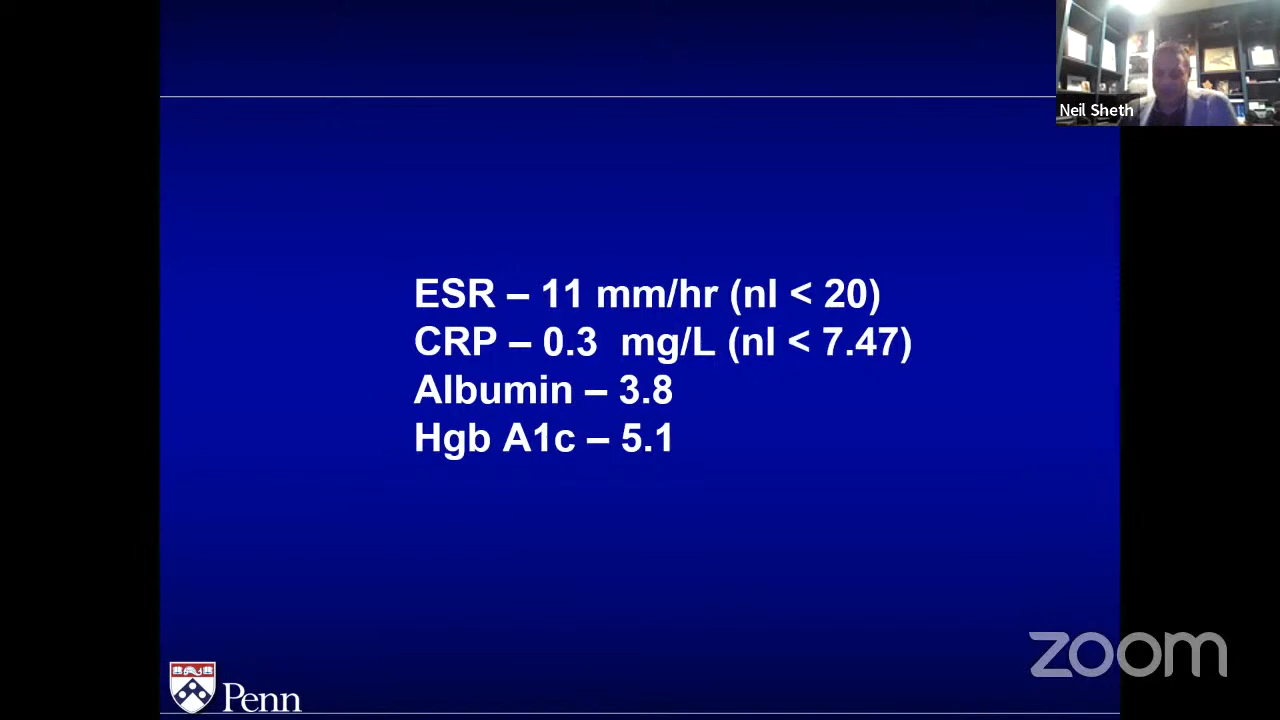 Neil Sheth
ESR – 11 mm/hr (nl < 20)
CRP – 0.3 mg/L (nl < 7.47)
Albumin – 3.8
Hgb A1c – 5.1
Penn
zoom